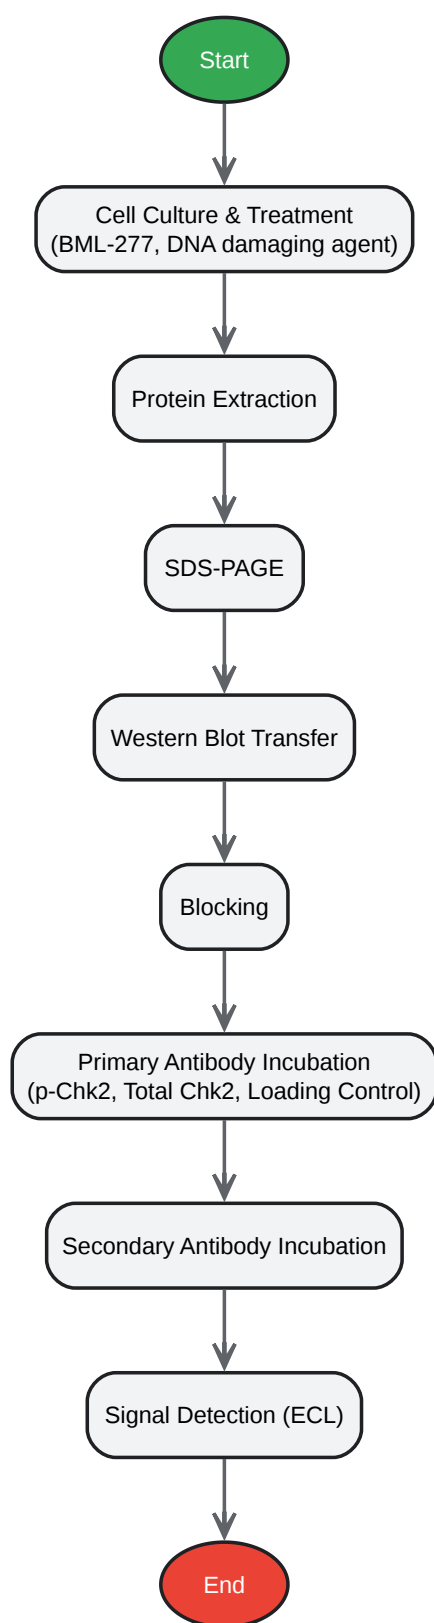 Start
Cell Culture & Treatment
(BML-277, DNA damaging agent)
Protein Extraction
SDS-PAGE
Western Blot Transfer
Blocking
Primary Antibody Incubation
(p-Chk2, Total Chk2, Loading Control)
Secondary Antibody Incubation
Signal Detection (ECL)
End